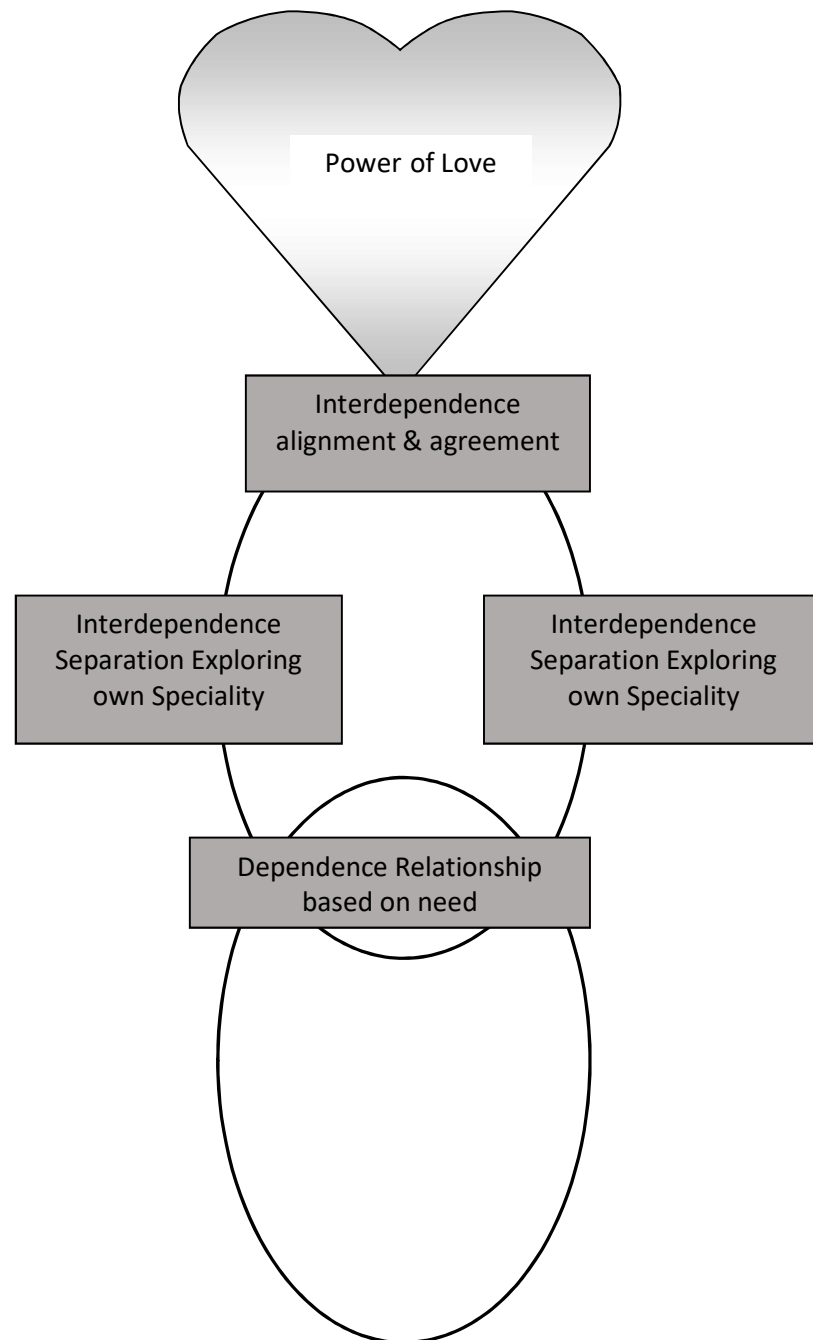 Power of Love
Interdependence
alignment & agreement
Interdependence
Separation Exploring
own Speciality
Interdependence
Separation Exploring
own Speciality
Dependence Relationship
based on need